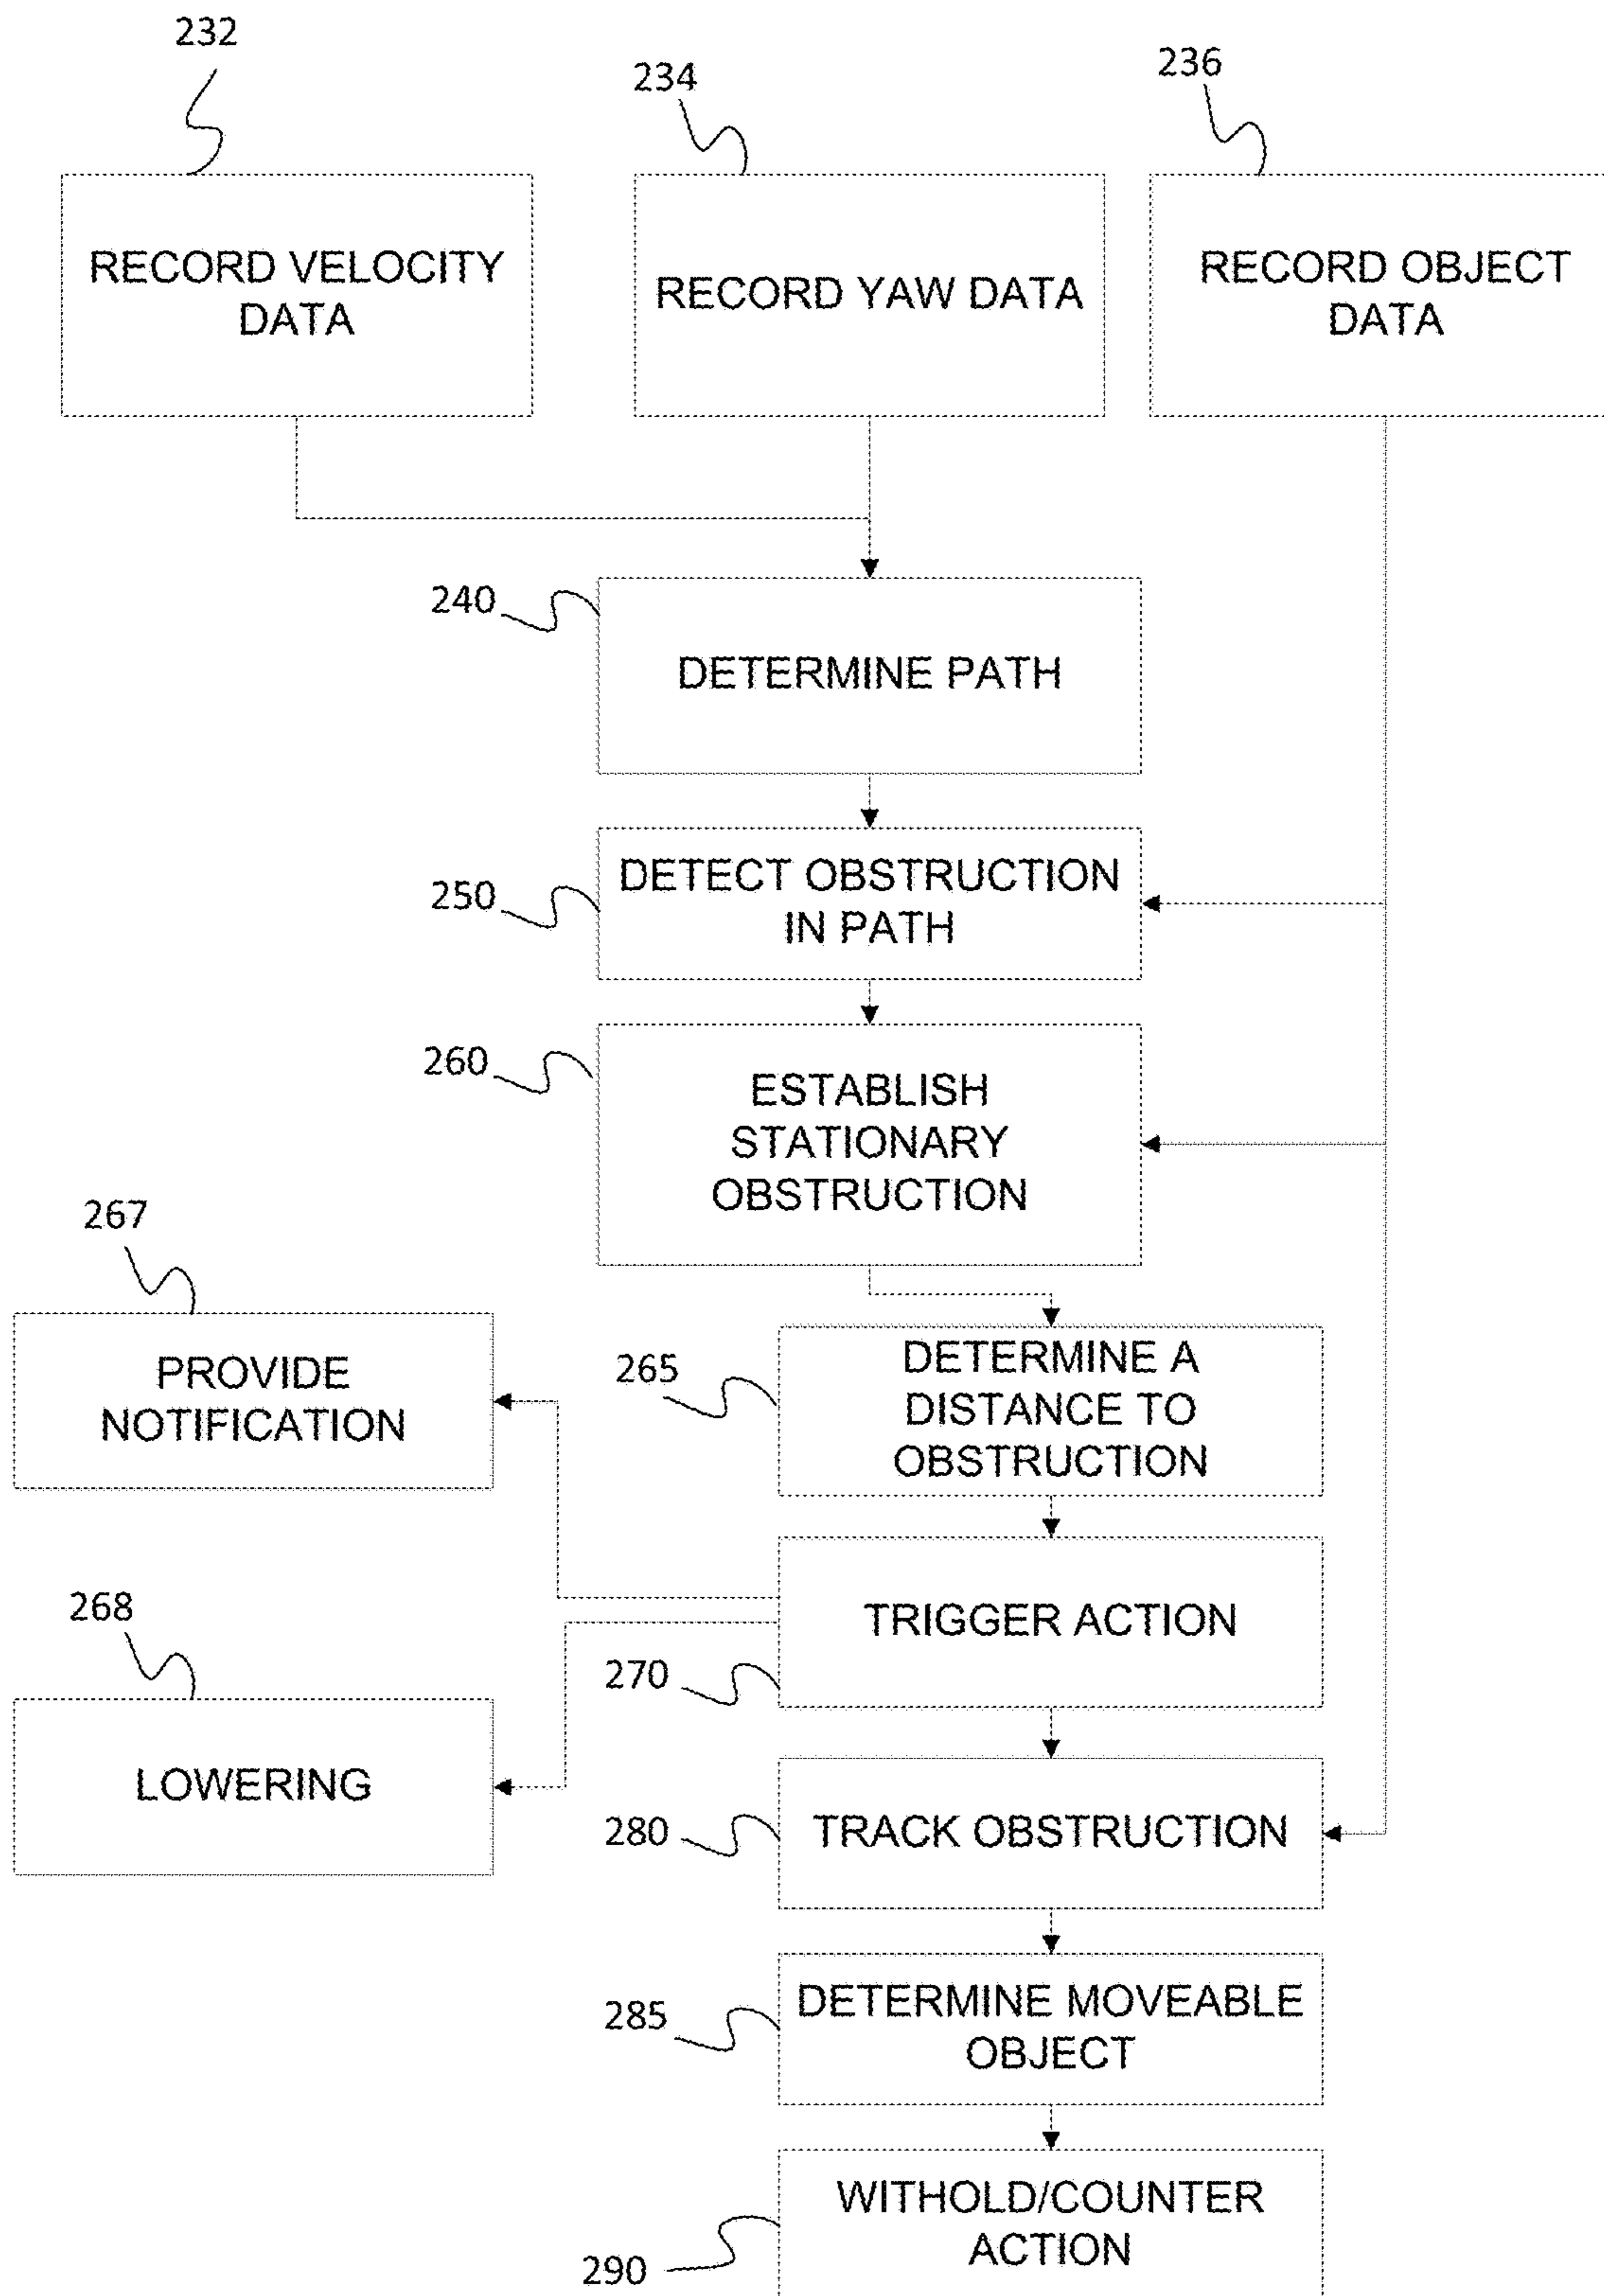 232
234
236
RECORD VELOCITY
DATA
RECORD YAW DATA
RECORD OBJECT
DATA
240
DETERMINE PATH
250
DETECT OBSTRUCTION
IN PATH
260
ESTABLISH
STATIONARY
OBSTRUCTION
267
PROVIDE
NOTIFICATION
265
DETERMINE A
DISTANCE TO
OBSTRUCTION
268
LOWERING
270
TRIGGER ACTION
280
TRACK OBSTRUCTION
285
DETERMINE MOVEABLE
OBJECT
290
WITHOLD/COUNTER
ACTION